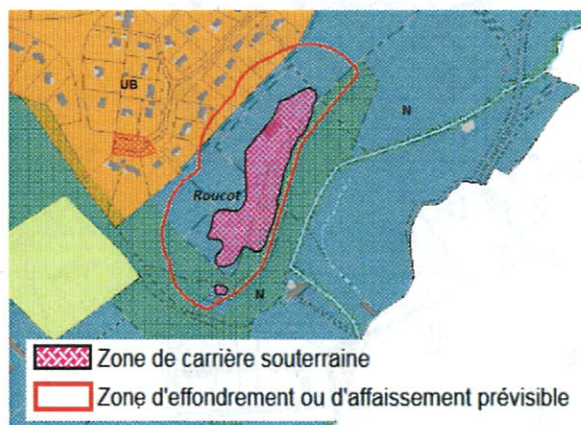 UB
N
Roucot
N
Zone de carrière souterraine
Zone d'effondrement ou d'affaissement prévisible